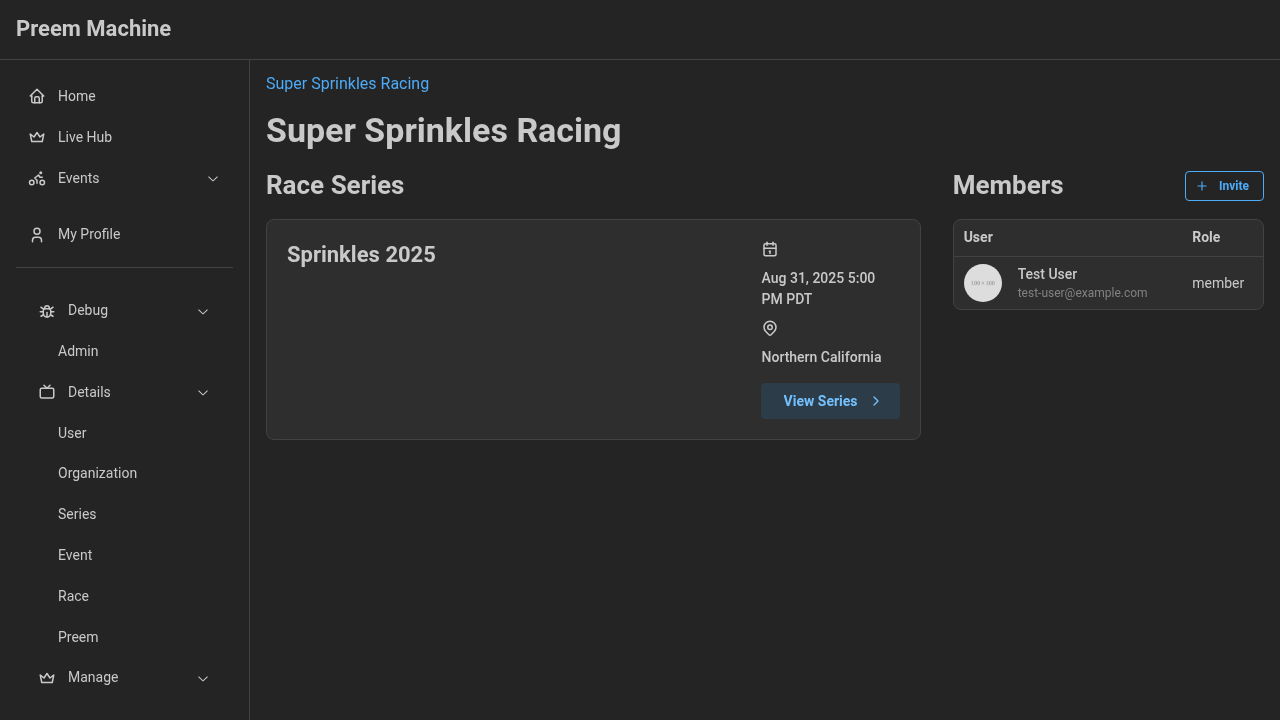 Preem Machine
Home
Live Hub
Events
My Profile
Debug
Admin
Details
User
Organization
Series
Event
Race
Preem
Manage
Super Sprinkles Racing
Super Sprinkles Racing
Race Series
Sprinkles 2025
Aug 31, 2025 5:00
PM PDT
Northern California
View Series
Members
Invite
User Role
100 × 100
Test User
test-user@example.com
member